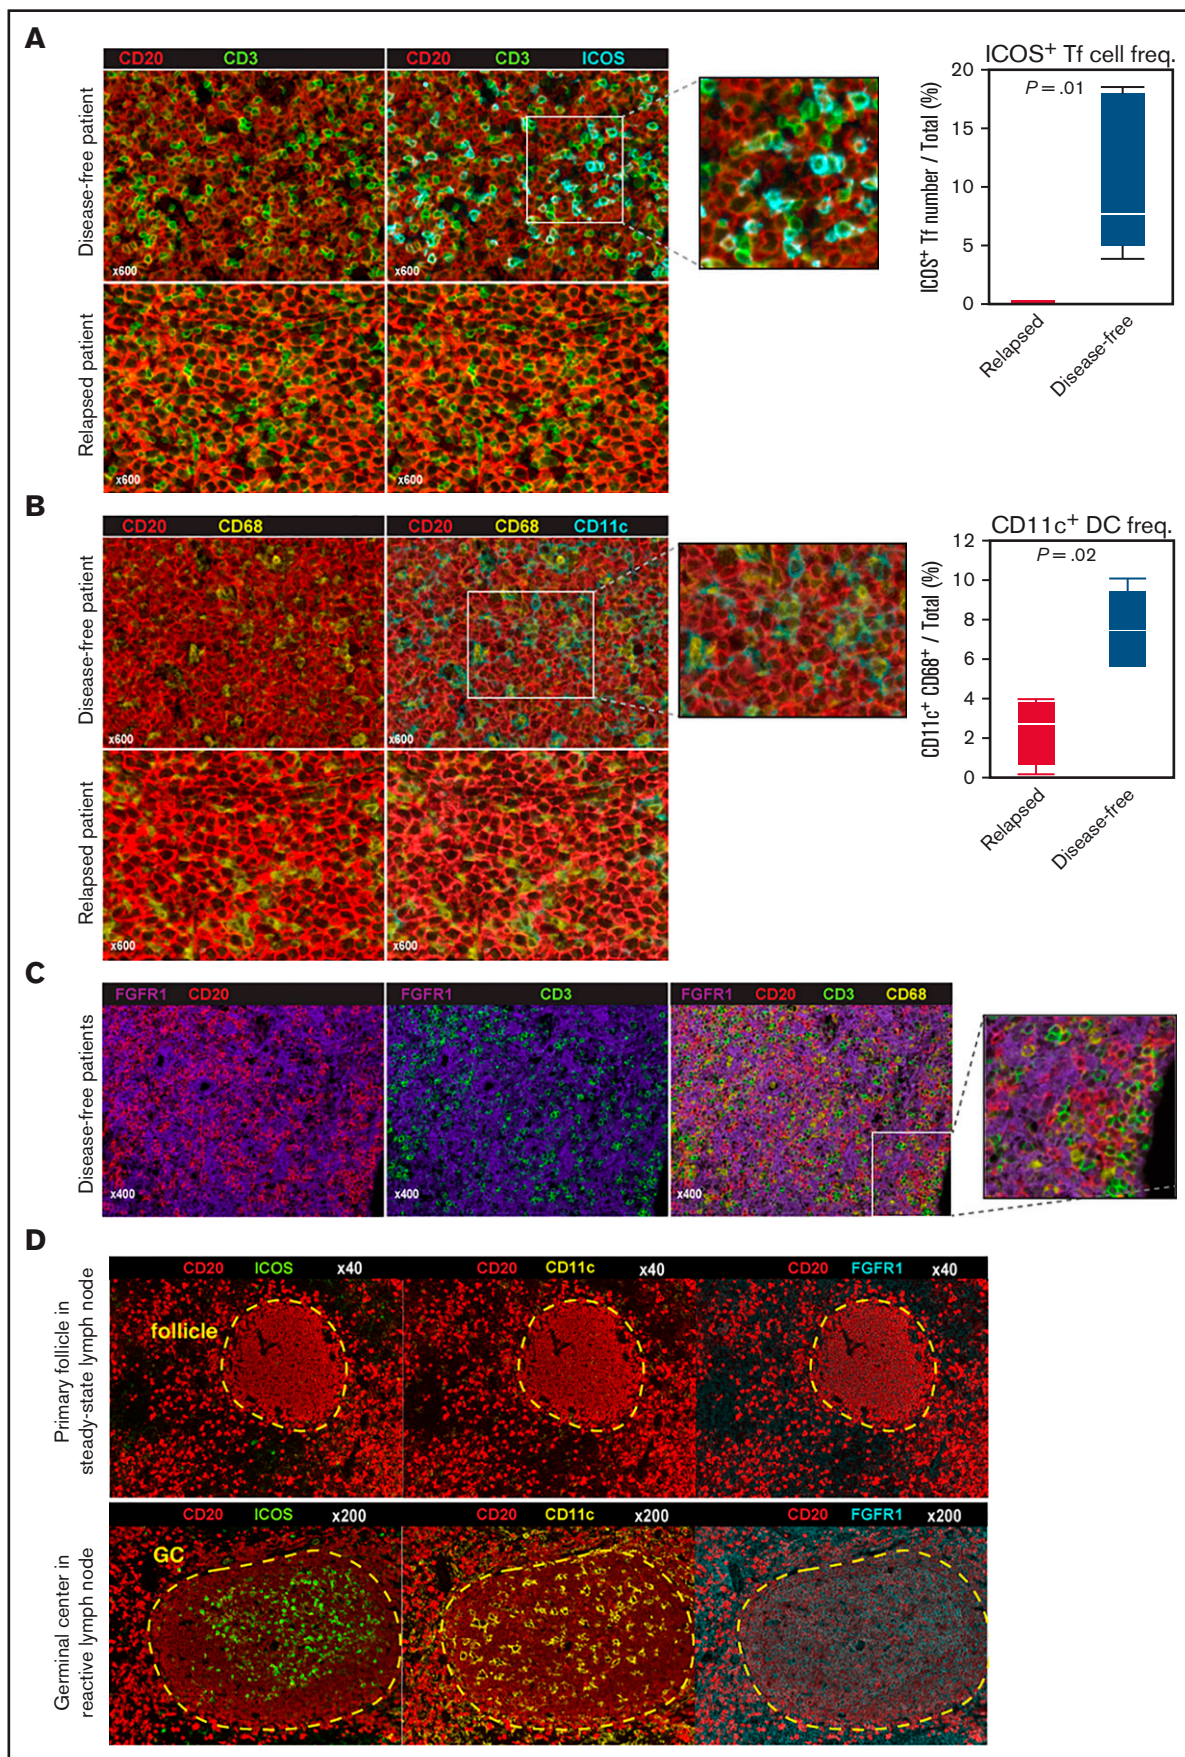 A
CD20 CD3
CD20 CD3 ICOS
Disease-free patient
x600
x600
Relapsed patient
x600
x600
ICOS+ Tf cell freq.
P = .01
ICOS+ Tf number / Total (%)
20
15
10
5
0
Relapsed
Disease-free
B
CD20 CD68
CD20 CD68 CD11c
Disease-free patient
x600
x600
Relapsed patient
x600
x600
CD11c+ DC freq.
P = .02
CD11c+ CD68+ / Total (%)
12
10
8
6
4
2
0
Relapsed
Disease-free
C
FGFR1 CD20
FGFR1 CD3
FGFR1 CD20 CD3 CD68
Disease-free patients
x400
x400
x400
D
CD20 ICOS x40
CD20 CD11c x40
CD20 FGFR1 x40
Primary follicle in
steady-state lymph node
follicle
CD20 ICOS x200
CD20 CD11c x200
CD20 FGFR1 x200
Germinal center in
reactive lymph node
GC